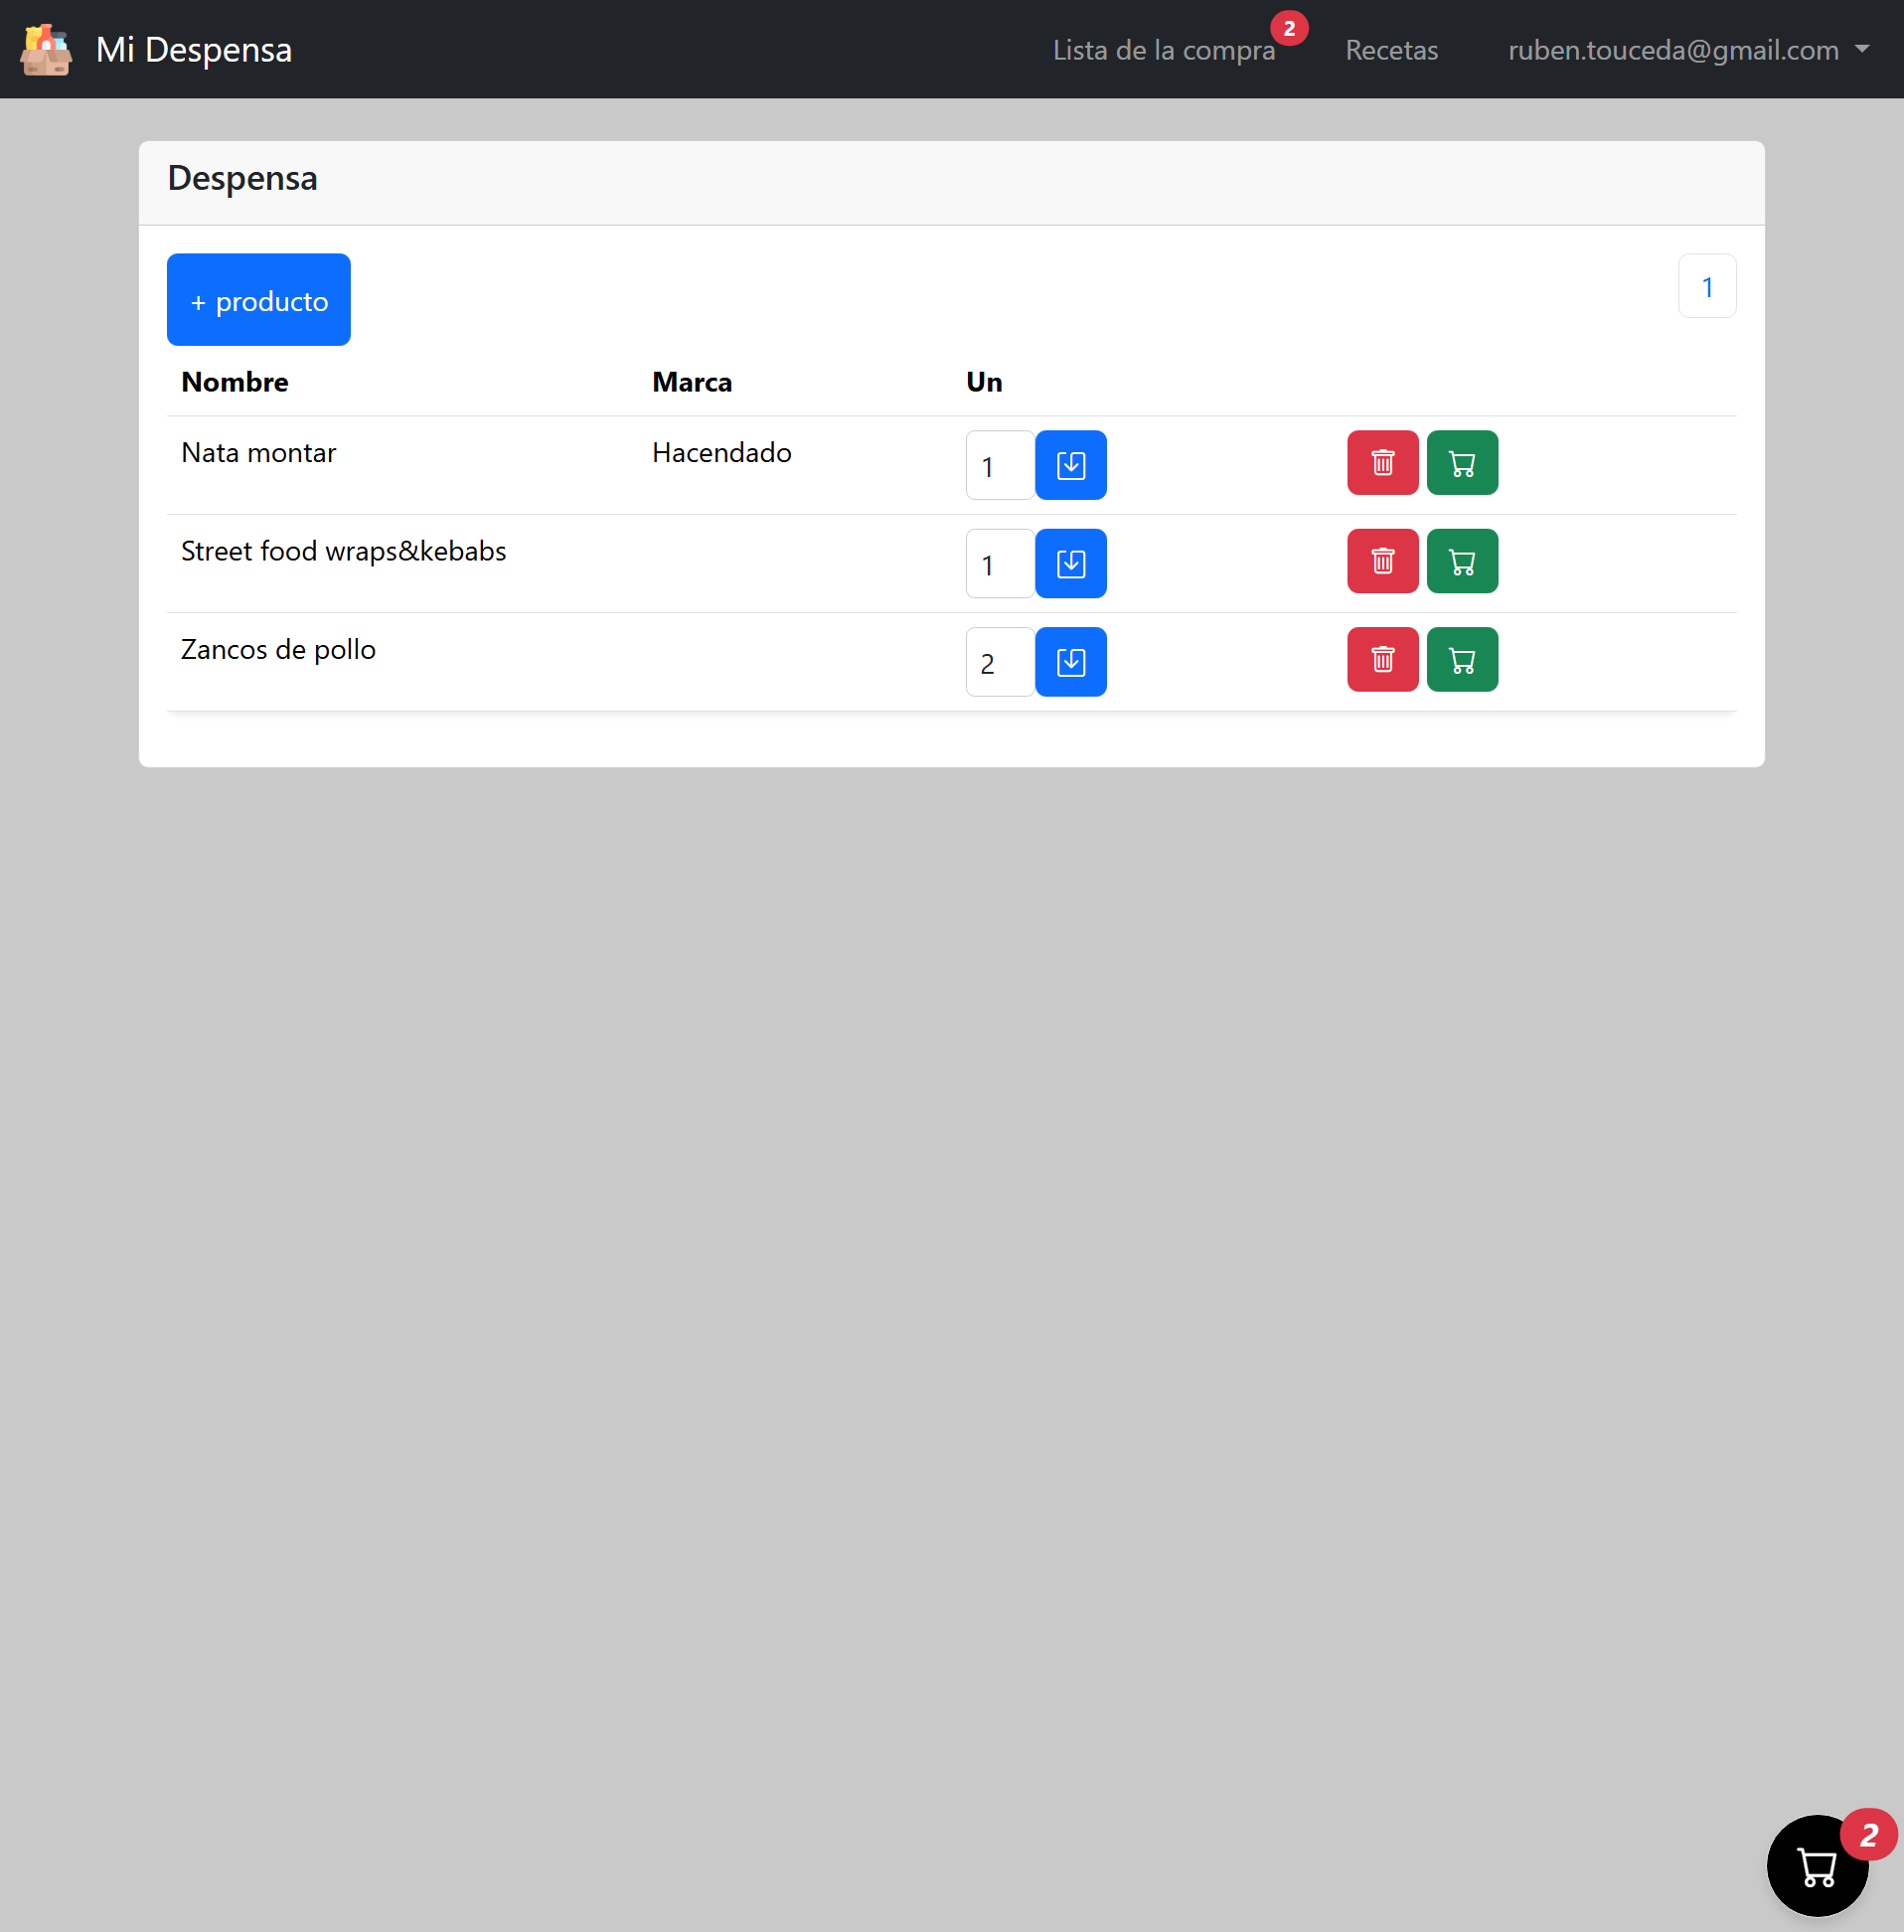 Mi Despensa
Lista de la compra 2 Recetas ruben.touceda@gmail.com
Despensa
+ producto 1
Nombre Marca Un
Nata montar Hacendado 1
Street food wraps&kebabs 1
Zancos de pollo 2
2